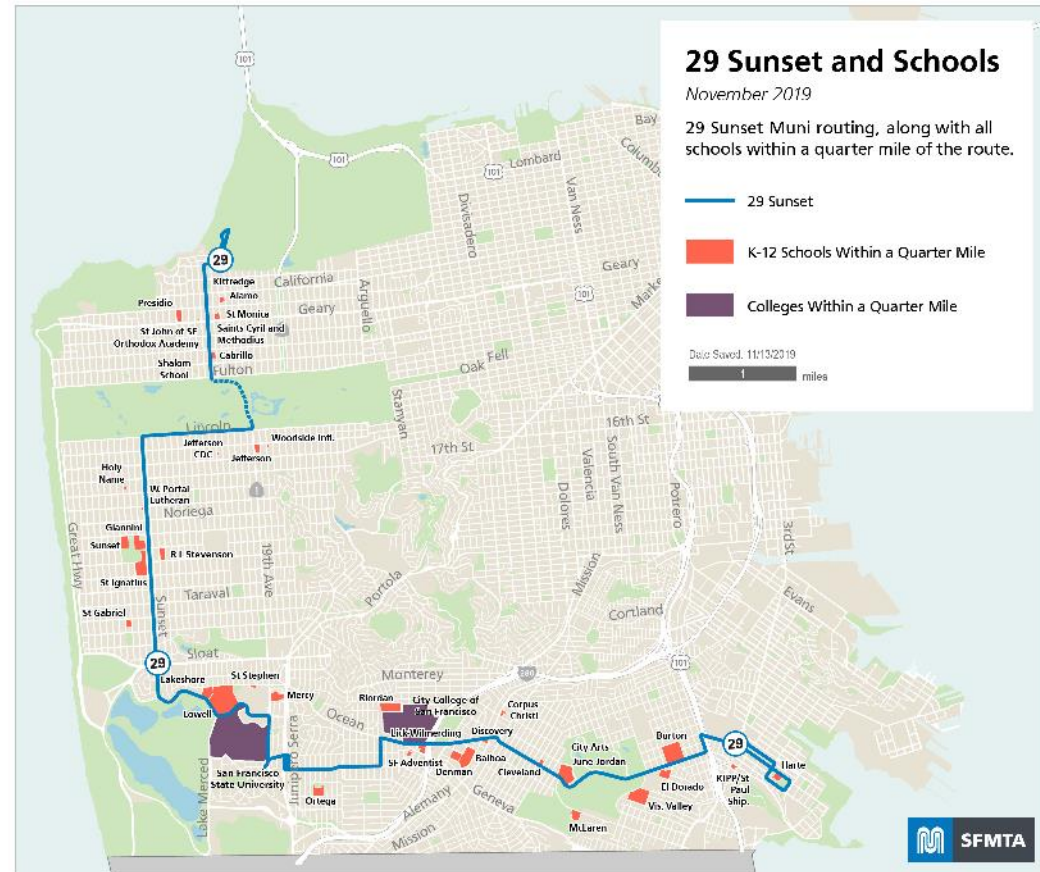 29 Sunset and Schools
November 2019
29 Sunset Muni routing, along with all
schools within a quarter mile of the route.
29 Sunset
K-12 Schools Within a Quarter Mile
Colleges Within a Quarter Mile
Date Saved: 11/13/2019
1 miles
101
101
101
Bay
Columbus
Lombard
Divisadero
Van Ness
Geary
101
Market
29
Kittredge
California
Alamo
Presidio
St Monica
Geary
Arguello
St John of SF
Orthodox Academy
Saints Cyril and
Methodius
Shalom
School
Cabrillo
Fulton
Oak
Fell
Stanyan
Lincoln
16th St
17th St
Jefferson
CDC
Woodside Intl.
Jefferson
Holy
Name
W. Portal
Lutheran
Noriega
1
Valencia
South Van Ness
Dolores
Potrero
3rd St
Giannini
Sunset
R L Stevenson
Great Hwy
19th Ave
St Ignatius
Taraval
Sunset
Portola
Mission
Evans
St Gabriel
Cortland
29
Sloat
101
Lakeshore
St Stephen
Monterey
280
Mercy
Riordan
City College of
San Francisco
Corpus
Christi
Lowell
Ocean
Lick-Wilmerding
Discovery
Burton
29
City Arts
June Jordan
SF Adventist
Balboa
Denman
Cleveland
San Francisco
State University
Junipero Serra
Lake Merced
Ortega
Alemany
Geneva
El Dorado
KIPP/St
Paul
Ship.
Harte
Vis. Valley
McLaren
Mission
SFMTA